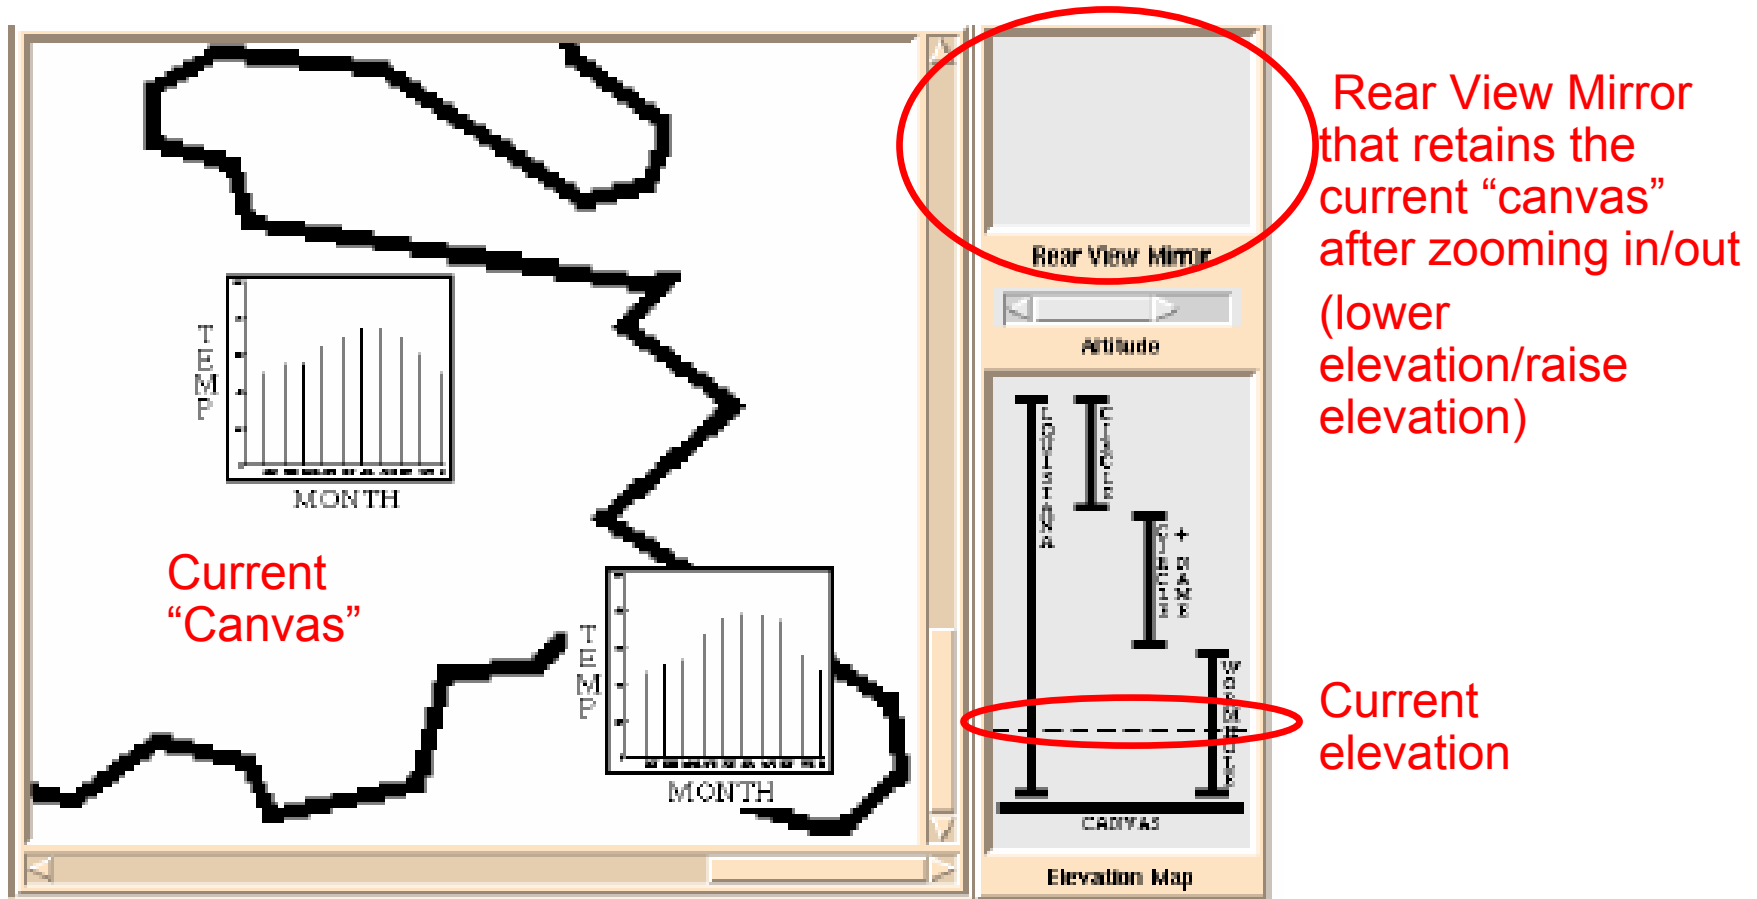 Rear View Mirror
that retains the
current “canvas”
after zooming in/out
(lower
elevation/raise
elevation)
Rear View Mirror
Altitude
TEMP
MONTH
Current
“Canvas”
TEMP
MONTH
LOUISIANA
CIRCLE
CIRCLE
+ NAME
WORMHOLE
Current
elevation
CANVAS
Elevation Map